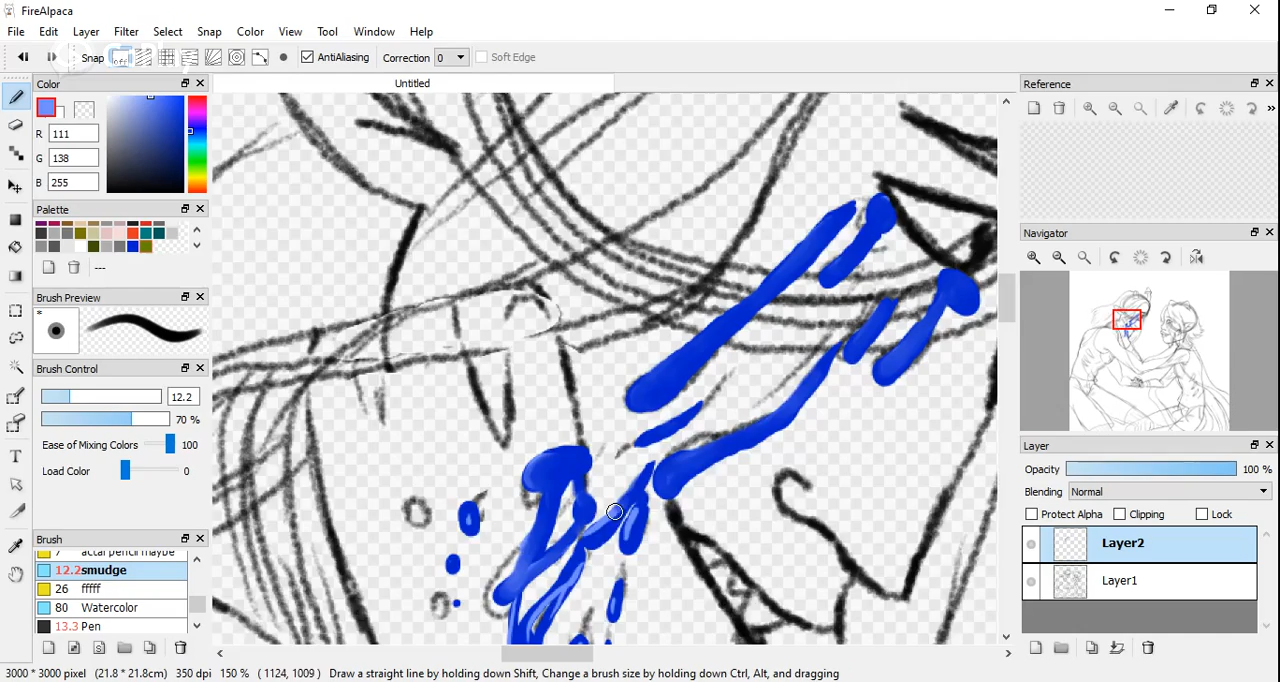 FireAlpaca
File Edit Layer Filter Select Snap Color View Tool Window Help
Snap off AntiAliasing Correction 0 Soft Edge
Color Untitled Reference
R 111
G 138
B 255
Palette
Navigator
---
Brush Preview
*
Brush Control
12.2
70 %
Ease of Mixing Colors 100
Layer
Load Color 0
Opacity 100 %
Blending Normal
Protect Alpha Clipping Lock
Brush
Layer2
7 actal pencil maybe
12.2 smudge
Layer1
26 fffff
80 Watercolor
13.3 Pen
3000 * 3000 pixel (21.8 * 21.8cm) 350 dpi 150 % ( 1124, 1009 ) Draw a straight line by holding down Shift, Change a brush size by holding down Ctrl, Alt, and dragging